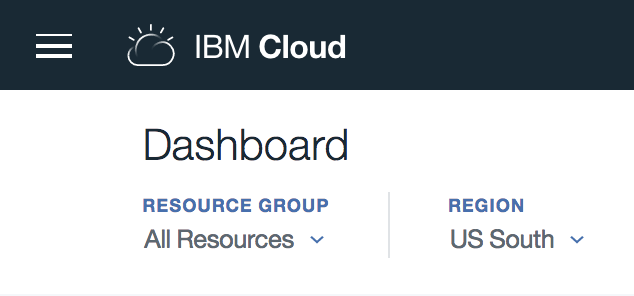 IBM Cloud
Dashboard
RESOURCE GROUP
All Resources
REGION
US South